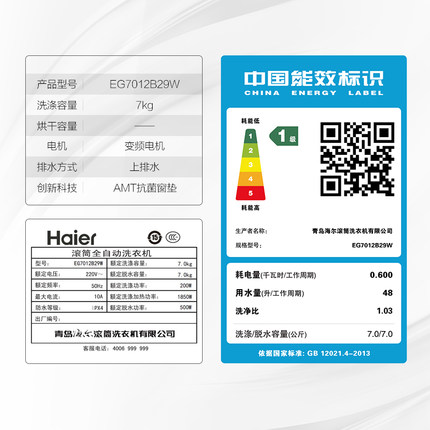 产品型号 EG7012B29W
洗涤容量 7kg
烘干容量 ——
电机 变频电机
排水方式 上排水
创新科技 AMT抗菌窗垫
Haier
滚筒全自动洗衣机
型号: EG7012B29W 额定洗涤容量: 7.0kg
额定电压: 220V~ 额定脱水容量: 7.0kg
额定频率: 50Hz 额定洗涤功率: 200W
最大电流: 10A 额定洗涤加热功率: 1850W
防水等级: IPX4 额定脱水功率: 500W
出厂编号:
青岛海尔滚筒洗衣机有限公司
客服电话: 4006 999 999
中国能效标识
CHINA ENERGY LABEL
耗能低
1
2
3
4
5
耗能高
1级
生产者名称: 青岛海尔滚筒洗衣机有限公司
规格型号: EG7012B29W
耗电量(千瓦时/工作周期) 0.600
用水量(升/工作周期) 48
洗净比 1.03
洗涤/脱水容量(公斤) 7.0/7.0
依据国家标准: GB 12021.4-2013